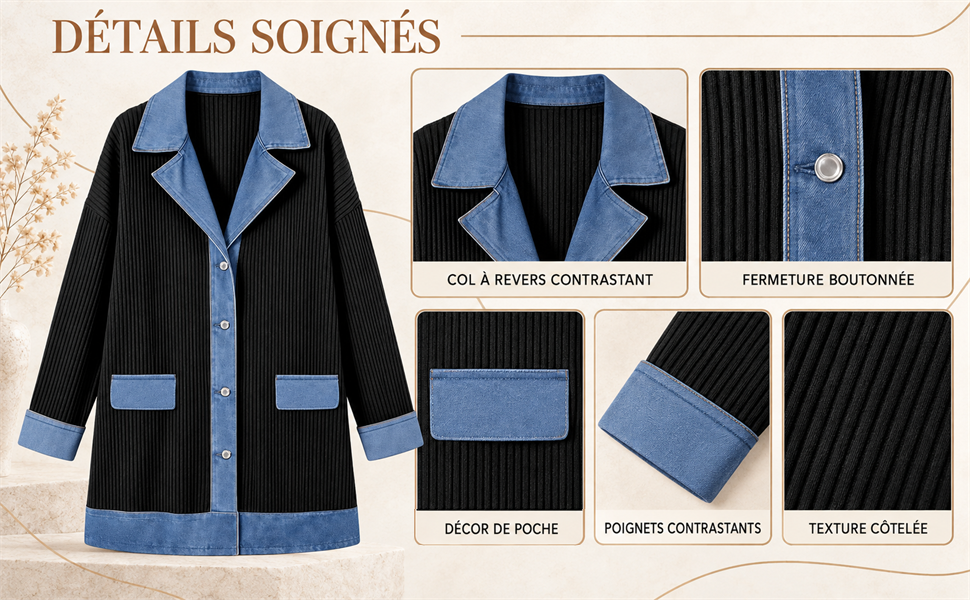 DÉTAILS SOIGNÉS
COL À REVERS CONTRASTANT
FERMETURE BOUTONNÉE
DÉCOR DE POCHE
POIGNETS CONTRASTANTS
TEXTURE CÔTELÉE